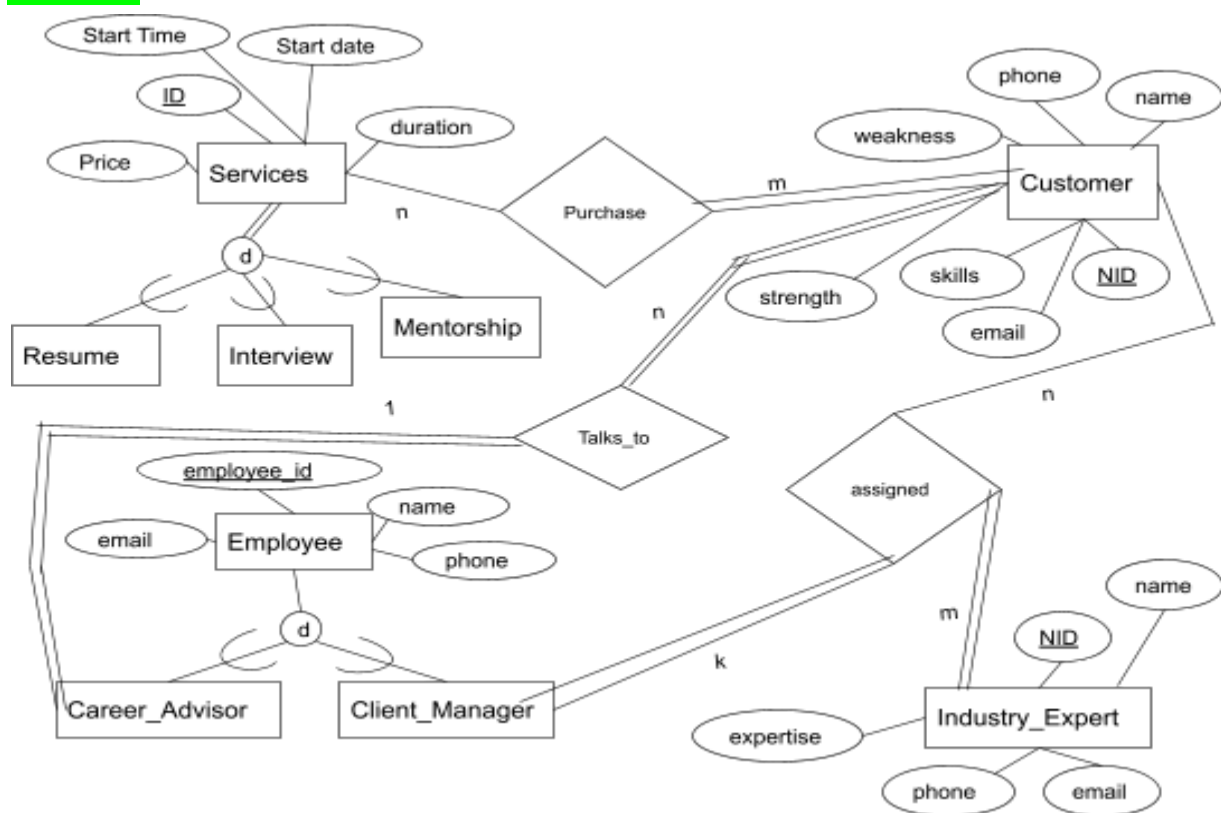 Start Time
Start date
ID
duration
Price
Services
n
Purchase
m
phone
name
weakness
Customer
skills
NID
strength
email
d
Resume
Interview
Mentorship
n
1
Talks_to
n
assigned
employee_id
name
email
Employee
phone
d
Career_Advisor
Client_Manager
k
m
name
NID
Industry_Expert
expertise
phone
email